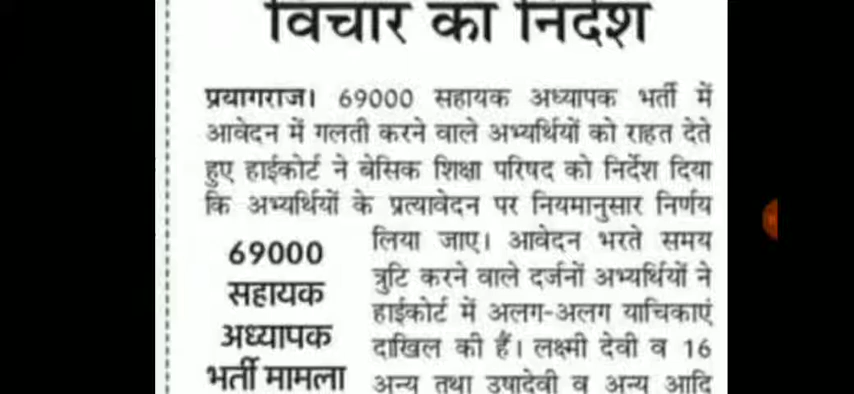 विचार का निर्देश
प्रयागराज। 69000 सहायक अध्यापक भर्ती में
आवेदन में गलती करने वाले अभ्यर्थियों को राहत देते
हुए हाईकोर्ट ने बेसिक शिक्षा परिषद को निर्देश दिया
कि अभ्यर्थियों के प्रत्यावेदन पर नियमानुसार निर्णय
लिया जाए। आवेदन भरते समय
त्रुटि करने वाले दर्जनों अभ्यर्थियों ने
हाईकोर्ट में अलग-अलग याचिकाएं
दाखिल की हैं। लक्ष्मी देवी व 16
अन्य तथा उषादेवी व अन्य आदि
69000
सहायक
अध्यापक
भर्ती मामला